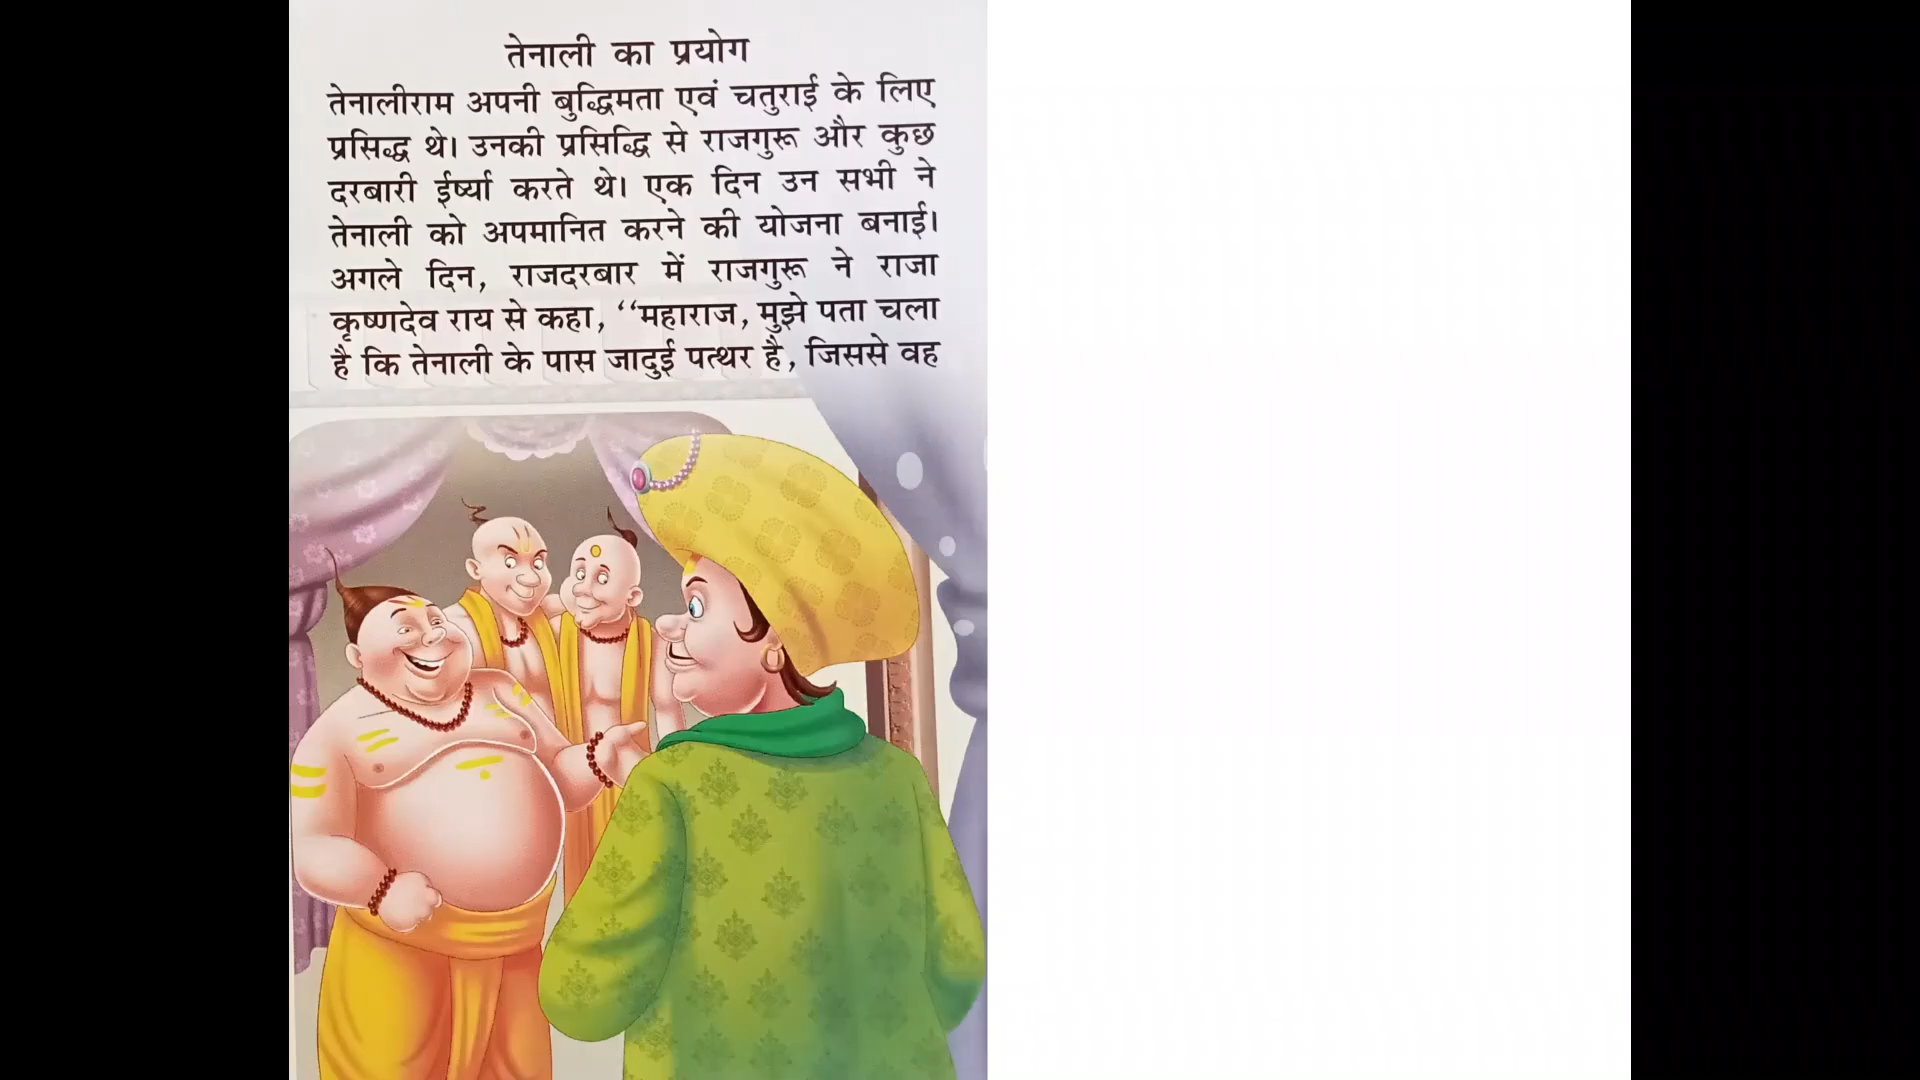 तेनाली का प्रयोग
तेनालीराम अपनी बुद्धिमता एवं चतुराई के लिए
प्रसिद्ध थे। उनकी प्रसिद्धि से राजगुरू और कुछ
दरबारी ईर्ष्या करते थे। एक दिन उन सभी ने
तेनाली को अपमानित करने की योजना बनाई।
अगले दिन, राजदरबार में राजगुरू ने राजा
कृष्णदेव राय से कहा, ‘‘महाराज, मुझे पता चला
है कि तेनाली के पास जादुई पत्थर है, जिससे वह